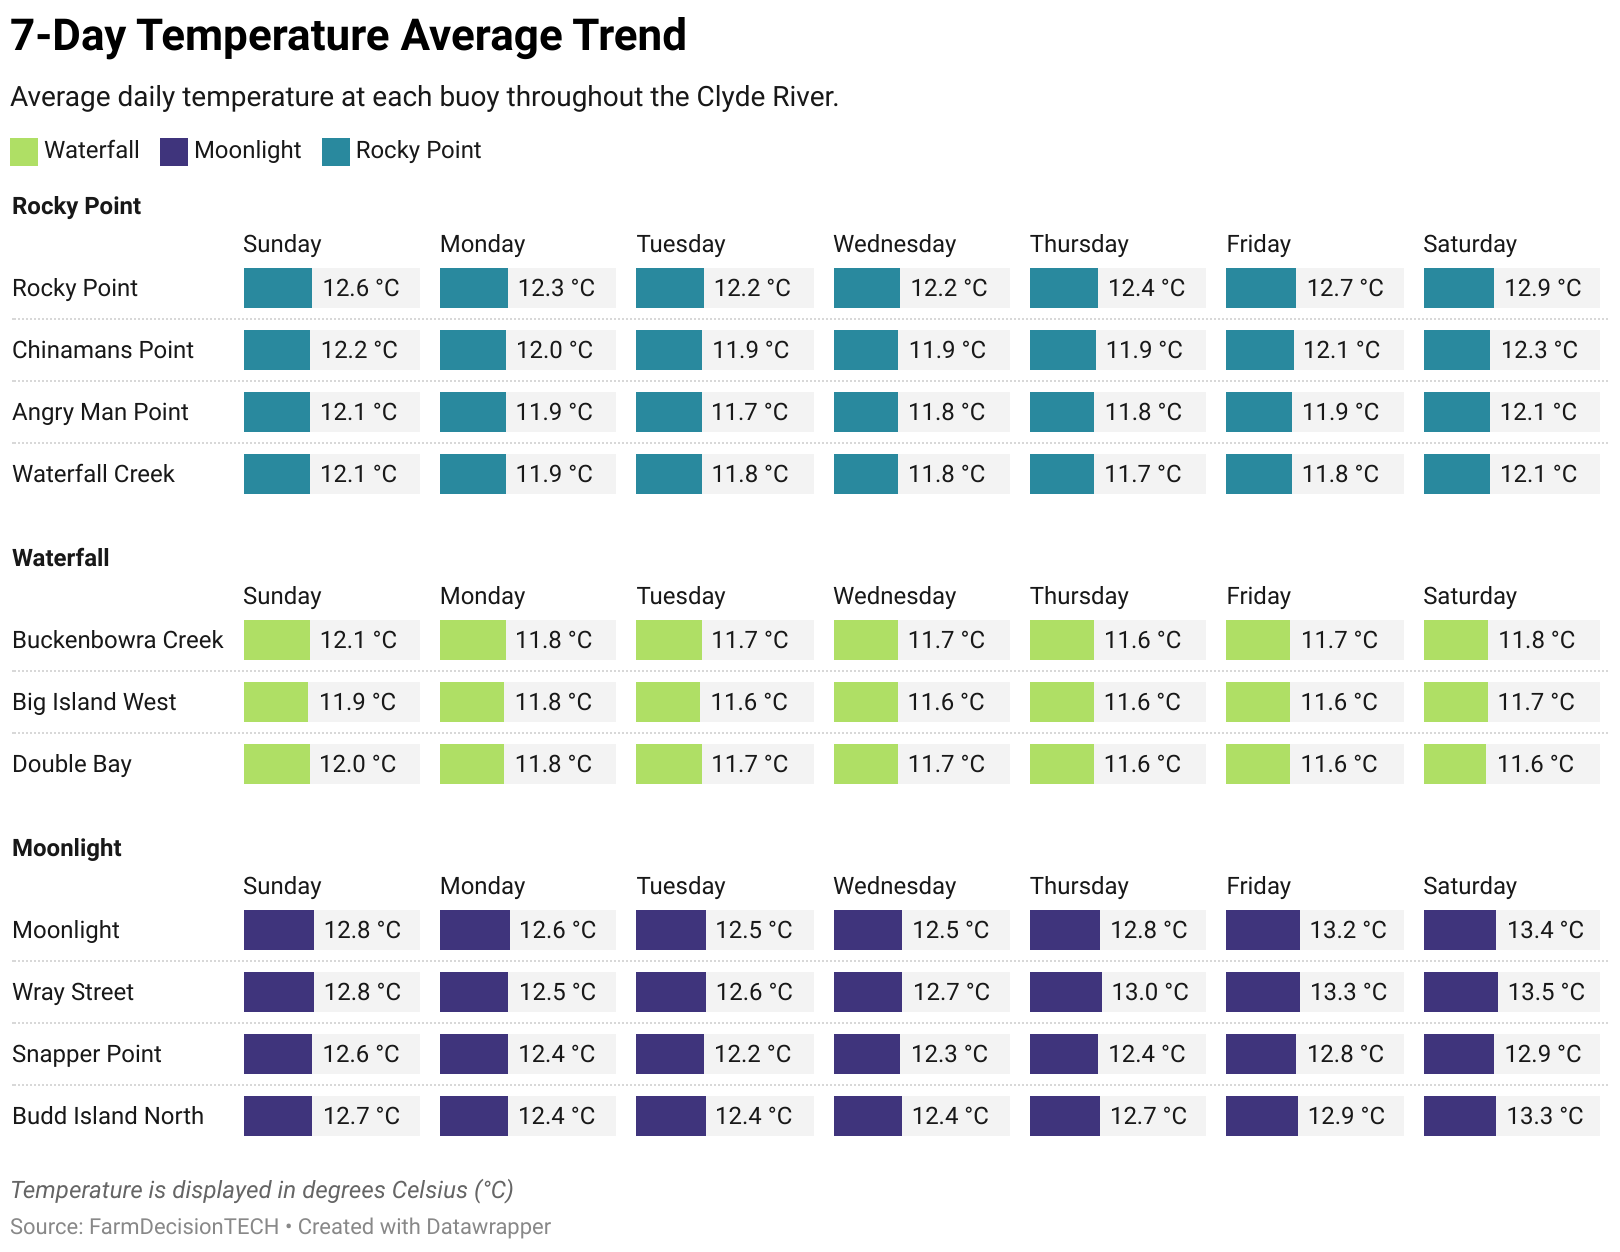 7-Day Temperature Average Trend
Average daily temperature at each buoy throughout the Clyde River.
Waterfall Moonlight Rocky Point
Rocky Point
Sunday Monday Tuesday Wednesday Thursday Friday Saturday
Rocky Point 12.6 °C 12.3 °C 12.2 °C 12.2 °C 12.4 °C 12.7 °C 12.9 °C
Chinamans Point 12.2 °C 12.0 °C 11.9 °C 11.9 °C 11.9 °C 12.1 °C 12.3 °C
Angry Man Point 12.1 °C 11.9 °C 11.7 °C 11.8 °C 11.8 °C 11.9 °C 12.1 °C
Waterfall Creek 12.1 °C 11.9 °C 11.8 °C 11.8 °C 11.7 °C 11.8 °C 12.1 °C
Waterfall
Sunday Monday Tuesday Wednesday Thursday Friday Saturday
Buckenbowra Creek 12.1 °C 11.8 °C 11.7 °C 11.7 °C 11.6 °C 11.7 °C 11.8 °C
Big Island West 11.9 °C 11.8 °C 11.6 °C 11.6 °C 11.6 °C 11.6 °C 11.7 °C
Double Bay 12.0 °C 11.8 °C 11.7 °C 11.7 °C 11.6 °C 11.6 °C 11.6 °C
Moonlight
Sunday Monday Tuesday Wednesday Thursday Friday Saturday
Moonlight 12.8 °C 12.6 °C 12.5 °C 12.5 °C 12.8 °C 13.2 °C 13.4 °C
Wray Street 12.8 °C 12.5 °C 12.6 °C 12.7 °C 13.0 °C 13.3 °C 13.5 °C
Snapper Point 12.6 °C 12.4 °C 12.2 °C 12.3 °C 12.4 °C 12.8 °C 12.9 °C
Budd Island North 12.7 °C 12.4 °C 12.4 °C 12.4 °C 12.7 °C 12.9 °C 13.3 °C
Temperature is displayed in degrees Celsius (°C)
Source: FarmDecisionTECH • Created with Datawrapper